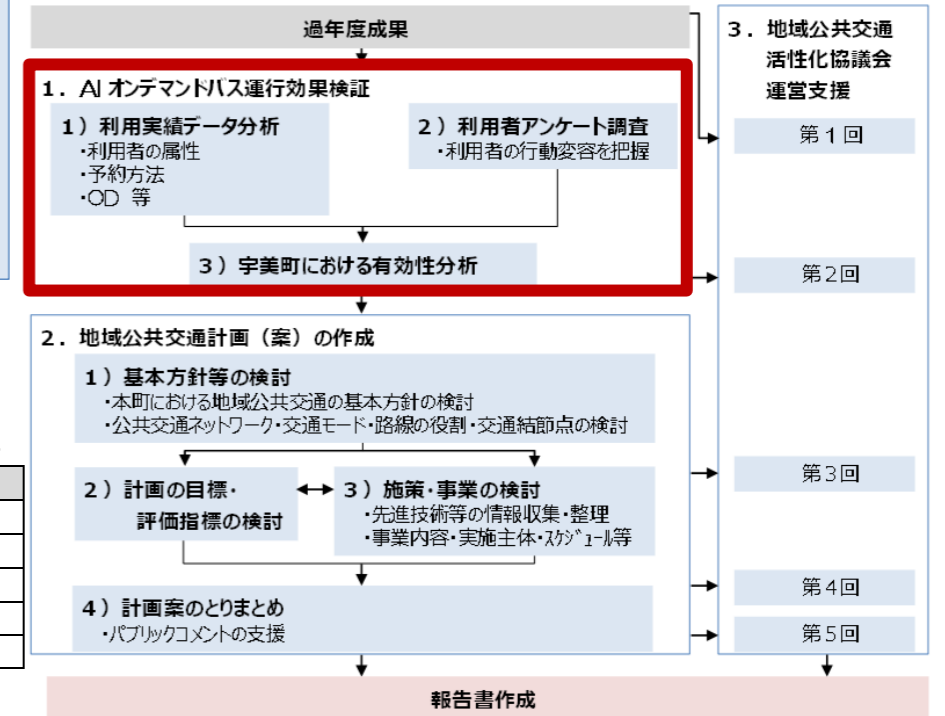 過年度成果
1．AIオンデマンドバス運行効果検証
1）利用実績データ分析
・利用者の属性
・予約方法
・OD 等
2）利用者アンケート調査
・利用者の行動変容を把握
3）宇美町における有効性分析
2．地域公共交通計画（案）の作成
1）基本方針等の検討
・本町における地域公共交通の基本方針の検討
・公共交通ネットワーク・交通モード・路線の役割・交通結節点の検討
2）計画の目標・
評価指標の検討
3）施策・事業の検討
・先進技術等の情報収集・整理
・事業内容・実施主体・ｽｹｼﾞｭｰﾙ等
4）計画案のとりまとめ
・パブリックコメントの支援
3．地域公共交通
活性化協議会
運営支援
第1回
第2回
第3回
第4回
第5回
報告書作成